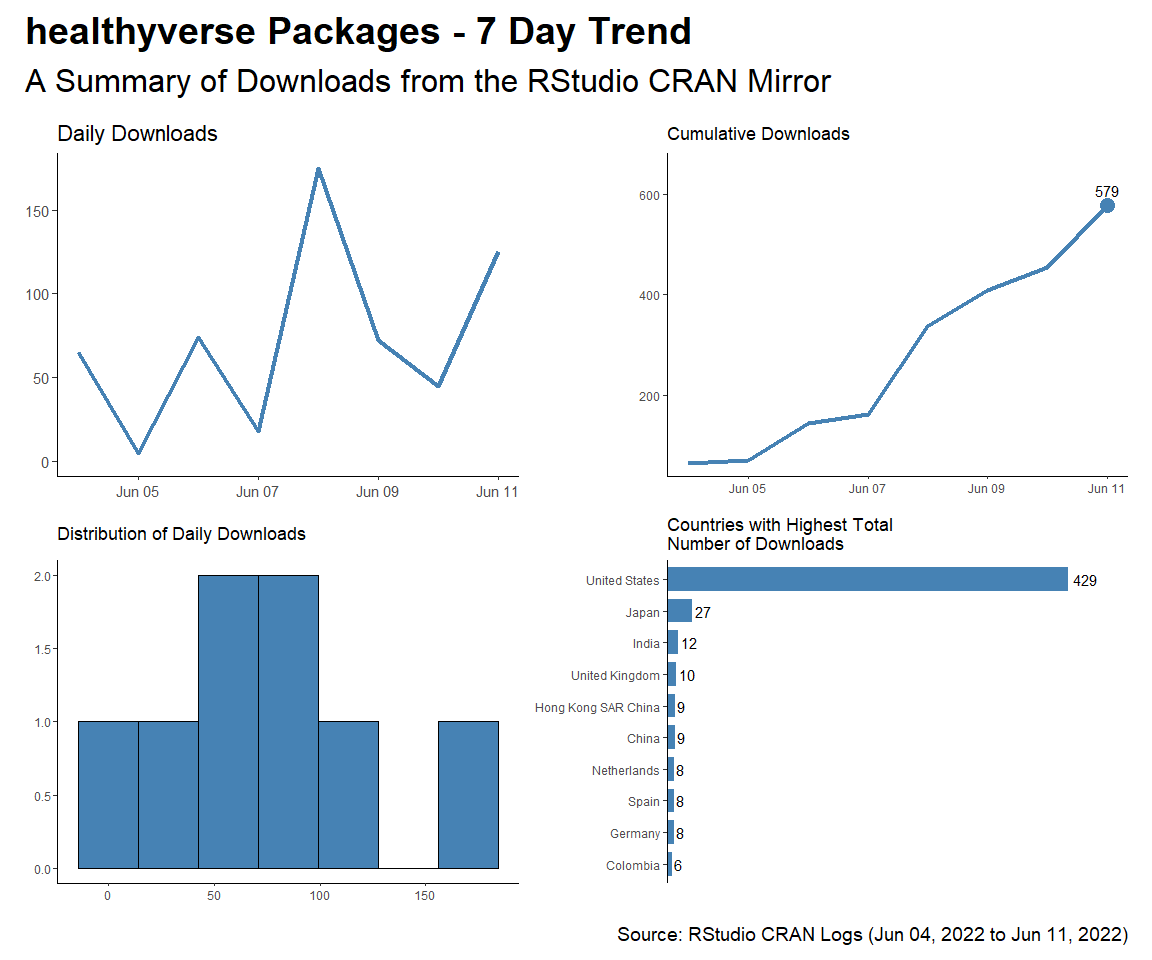 healthyverse Packages - 7 Day Trend
A Summary of Downloads from the RStudio CRAN Mirror
Daily Downloads
150
100
50
0
Jun 05 Jun 07 Jun 09 Jun 11
Cumulative Downloads
600
400
200
579
Jun 05 Jun 07 Jun 09 Jun 11
Distribution of Daily Downloads
2.0
1.5
1.0
0.5
0.0
0 50 100 150
Countries with Highest Total
Number of Downloads
United States 429
Japan 27
India 12
United Kingdom 10
Hong Kong SAR China 9
China 9
Netherlands 8
Spain 8
Germany 8
Colombia 6
Source: RStudio CRAN Logs (Jun 04, 2022 to Jun 11, 2022)